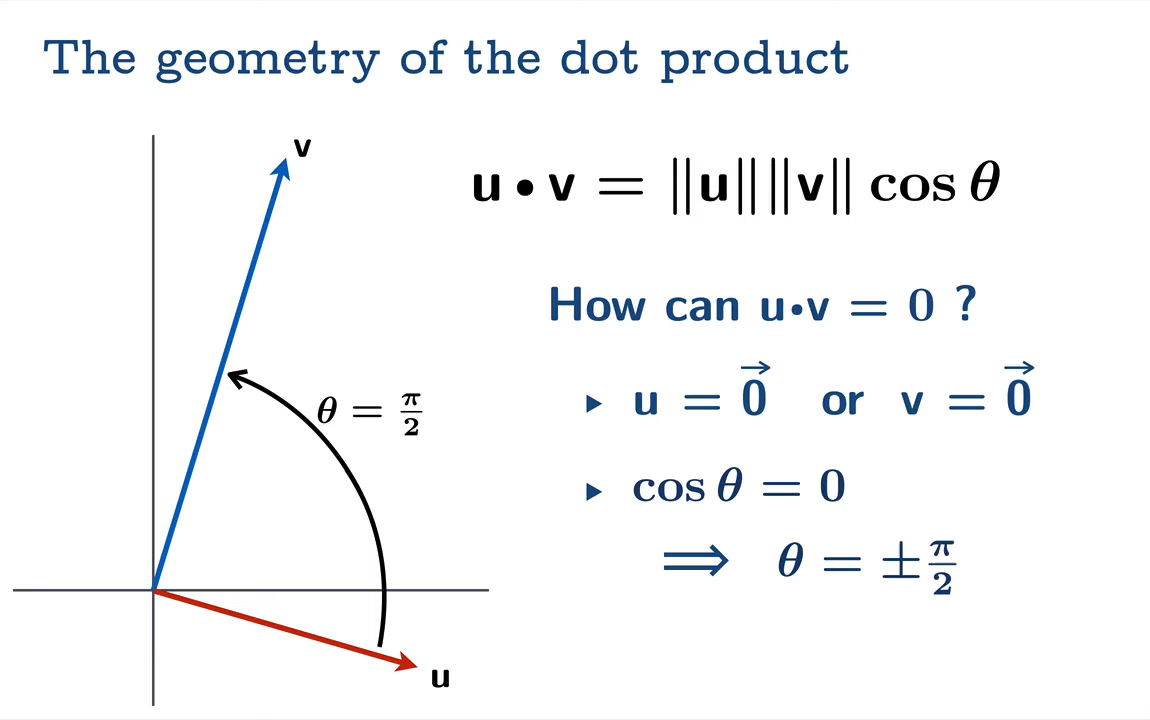 The geometry of the dot product
v
u • v = ||u|| ||v|| cos θ
How can u•v = 0 ?
▸ u = 0⃗ or v = 0⃗
θ = π/2
▸ cos θ = 0
⟹ θ = ±π/2
u